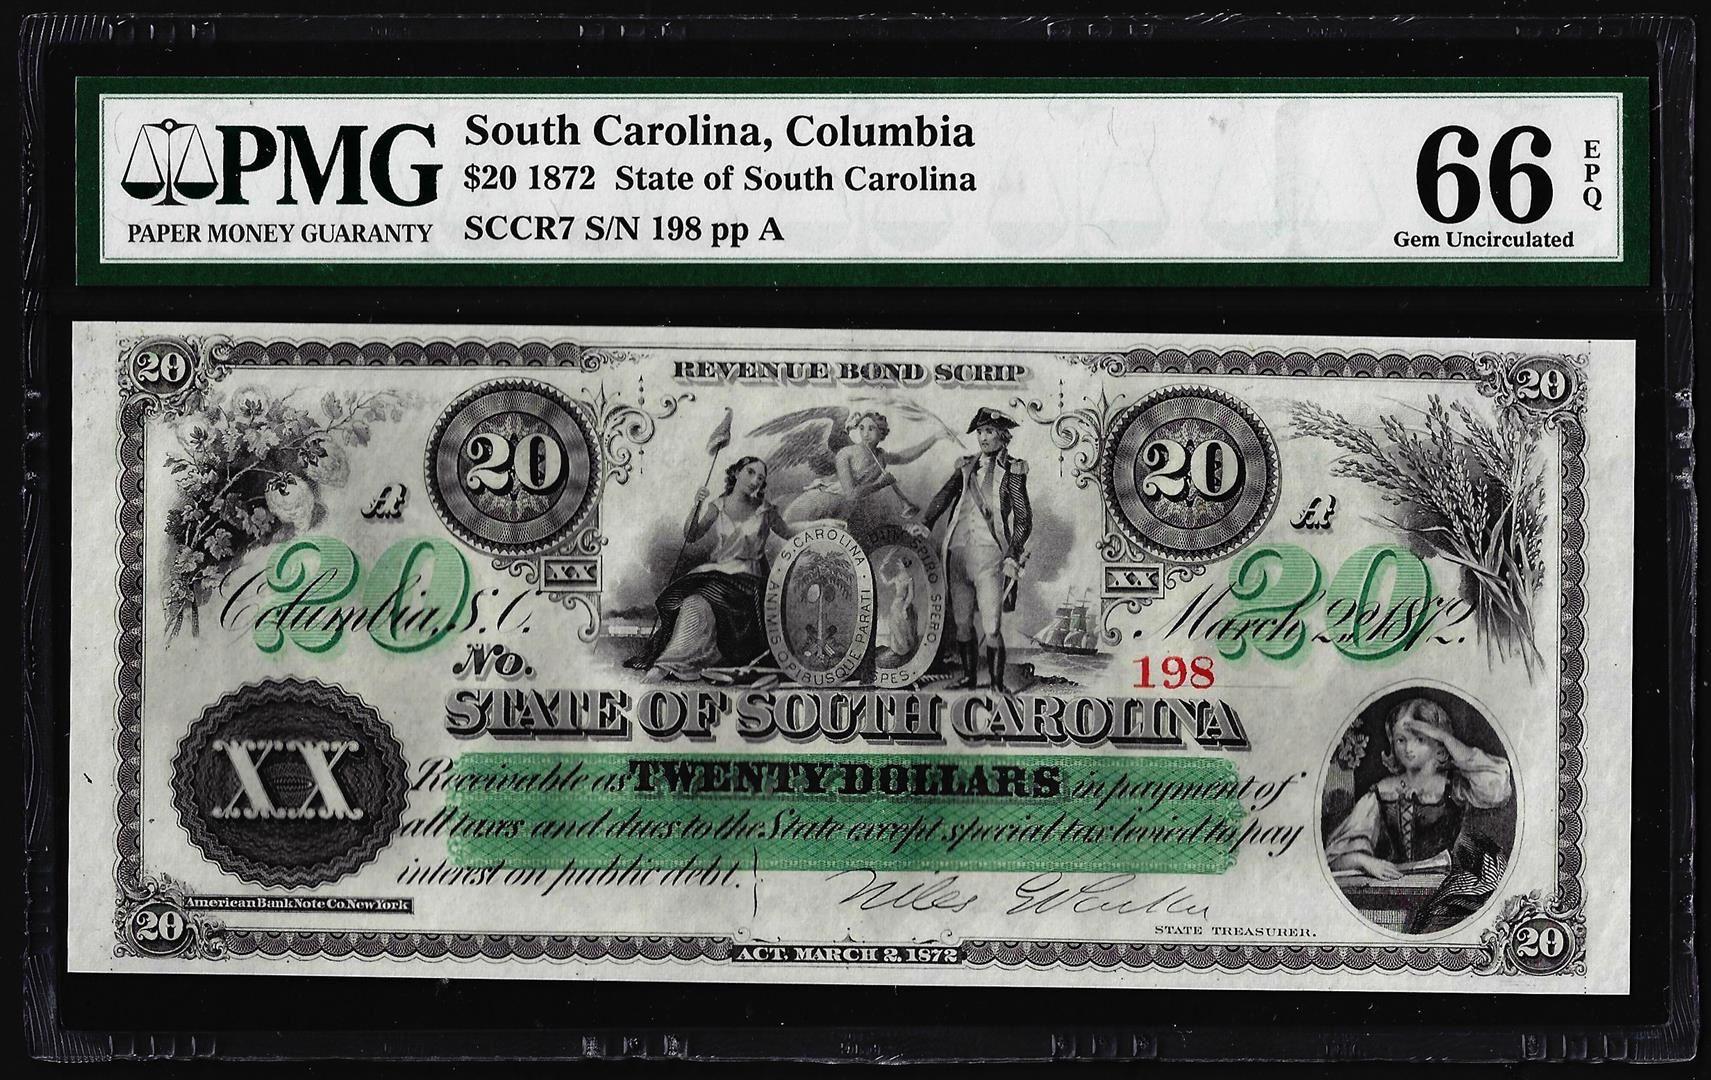 PMG
PAPER MONEY GUARANTY
South Carolina, Columbia
$20 1872 State of South Carolina
SCCR7 S/N 198 pp A
66 EPQ
Gem Uncirculated
20 20
REVENUE BOND SCRIP
20 20
A A
20 20
S. CAROLINA
ANIMIS OPIBUSQUE PARATI
DUM SPIRO SPERO.
SPES.
XX XX
Columbia, S.C. March 2, 1872.
No. 198
STATE OF SOUTH CAROLINA
XX
Receivable as TWENTY DOLLARS in payment of
all taxes and dues to the State except special tax levied to pay
interest on public debt.
American Bank Note Co. New York
Niles G Parker
STATE TREASURER.
20 20
ACT, MARCH 2, 1872